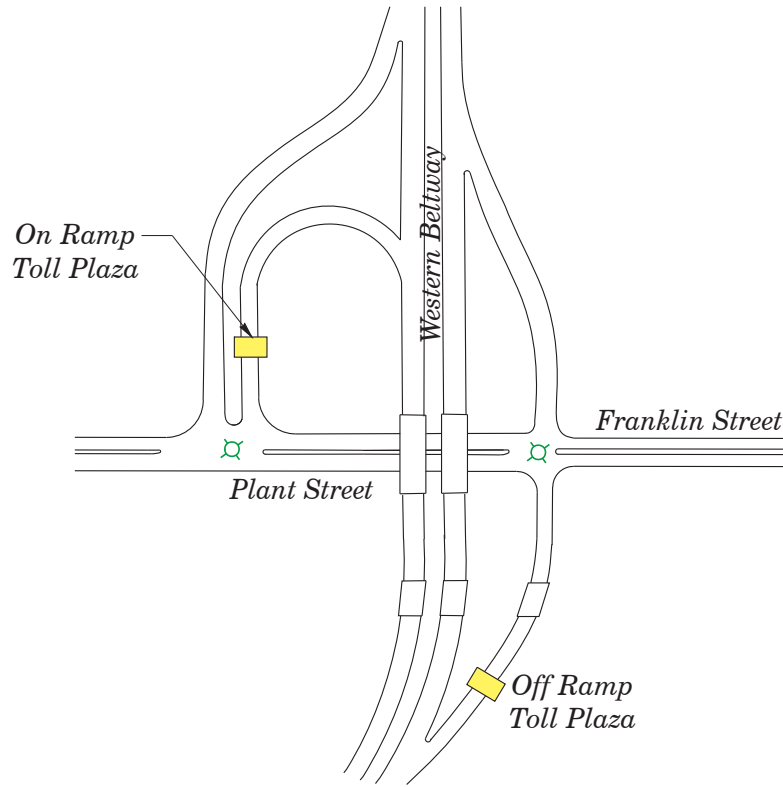 On Ramp
Toll Plaza
Western Beltway
Franklin Street
Plant Street
Off Ramp
Toll Plaza